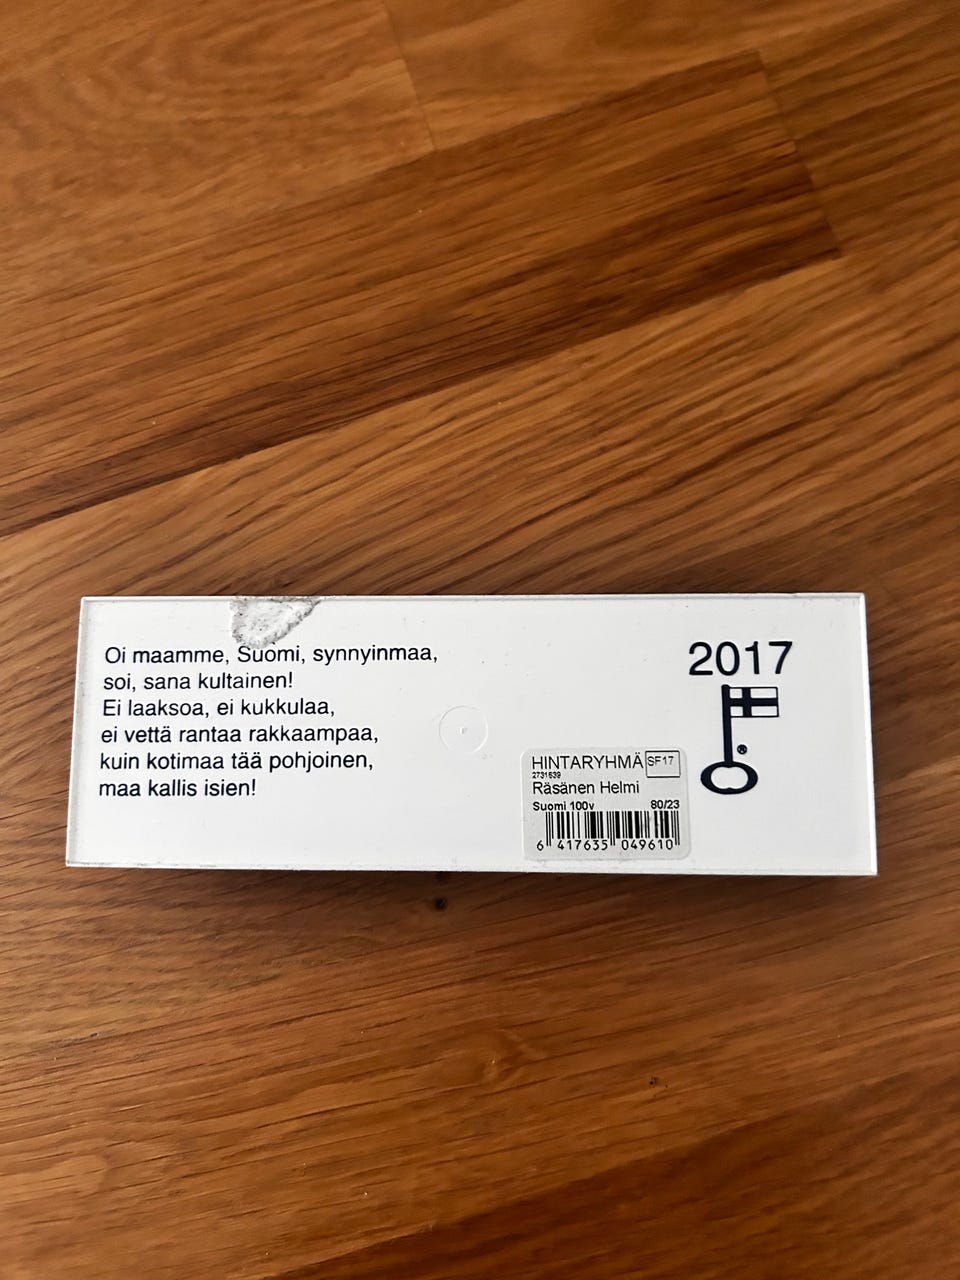 Oi maamme, Suomi, synnyinmaa,
soi, sana kultainen!
Ei laaksoa, ei kukkulaa,
ei vettä rantaa rakkaampaa,
kuin kotimaa tää pohjoinen,
maa kallis isien!
2017
®
HINTARYHMÄ SF17
2731639
Räsänen Helmi
Suomi 100v 80/23
6 417635 049610